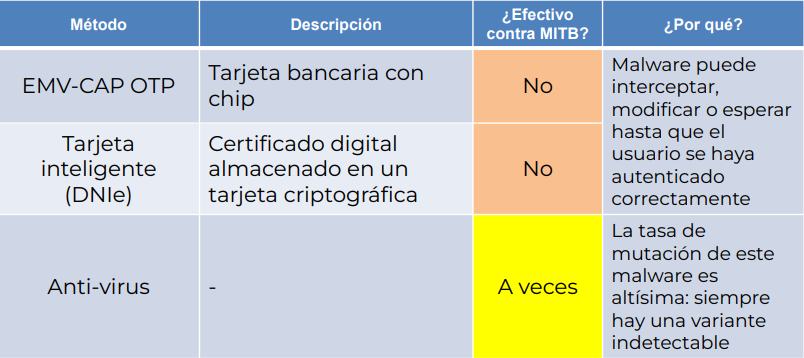 Método
Descripción
¿Efectivo
contra MITB?
¿Por qué?
EMV-CAP OTP
Tarjeta bancaria con
chip
No
Malware puede
interceptar,
modificar o esperar
hasta que el
usuario se haya
autenticado
correctamente
Tarjeta
inteligente
(DNIe)
Certificado digital
almacenado en un
tarjeta criptográfica
No
Anti-virus
-
A veces
La tasa de
mutación de este
malware es
altísima: siempre
hay una variante
indetectable